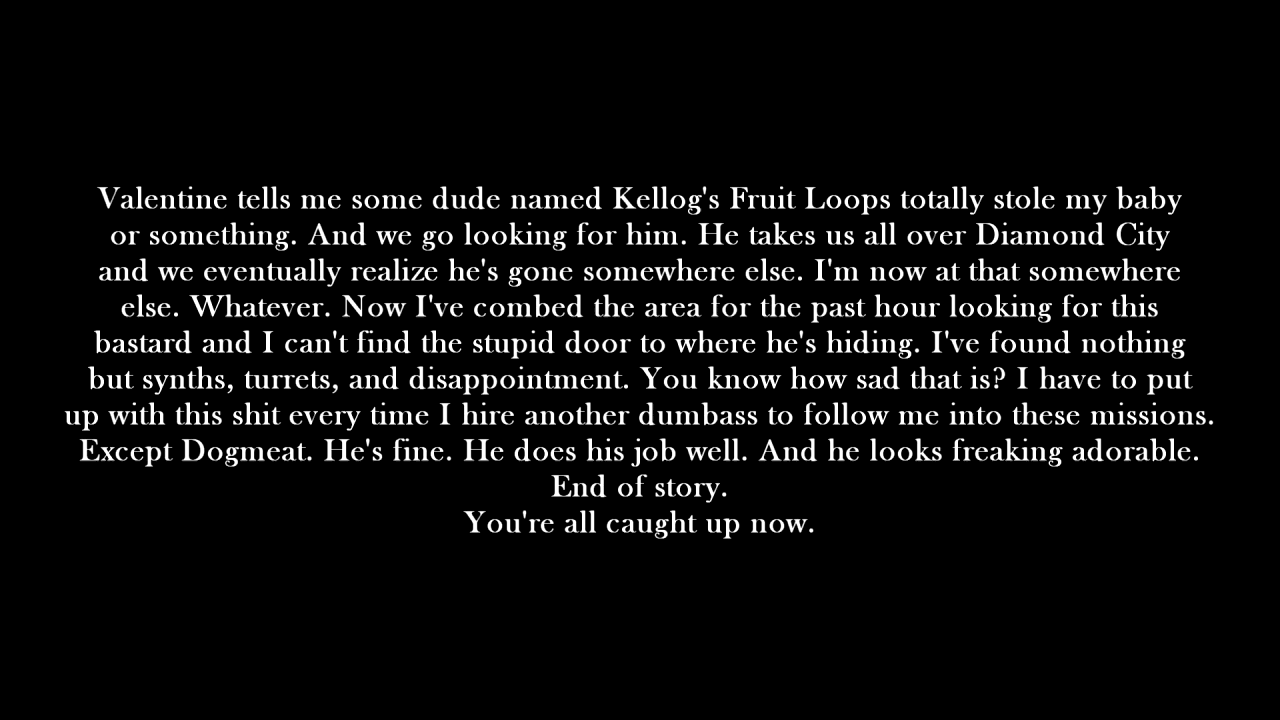 Valentine tells me some dude named Kellog's Fruit Loops totally stole my baby
or something. And we go looking for him. He takes us all over Diamond City
and we eventually realize he's gone somewhere else. I'm now at that somewhere
else. Whatever. Now I've combed the area for the past hour looking for this
bastard and I can't find the stupid door to where he's hiding. I've found nothing
but synths, turrets, and disappointment. You know how sad that is? I have to put
up with this shit every time I hire another dumbass to follow me into these missions.
Except Dogmeat. He's fine. He does his job well. And he looks freaking adorable.
End of story.
You're all caught up now.